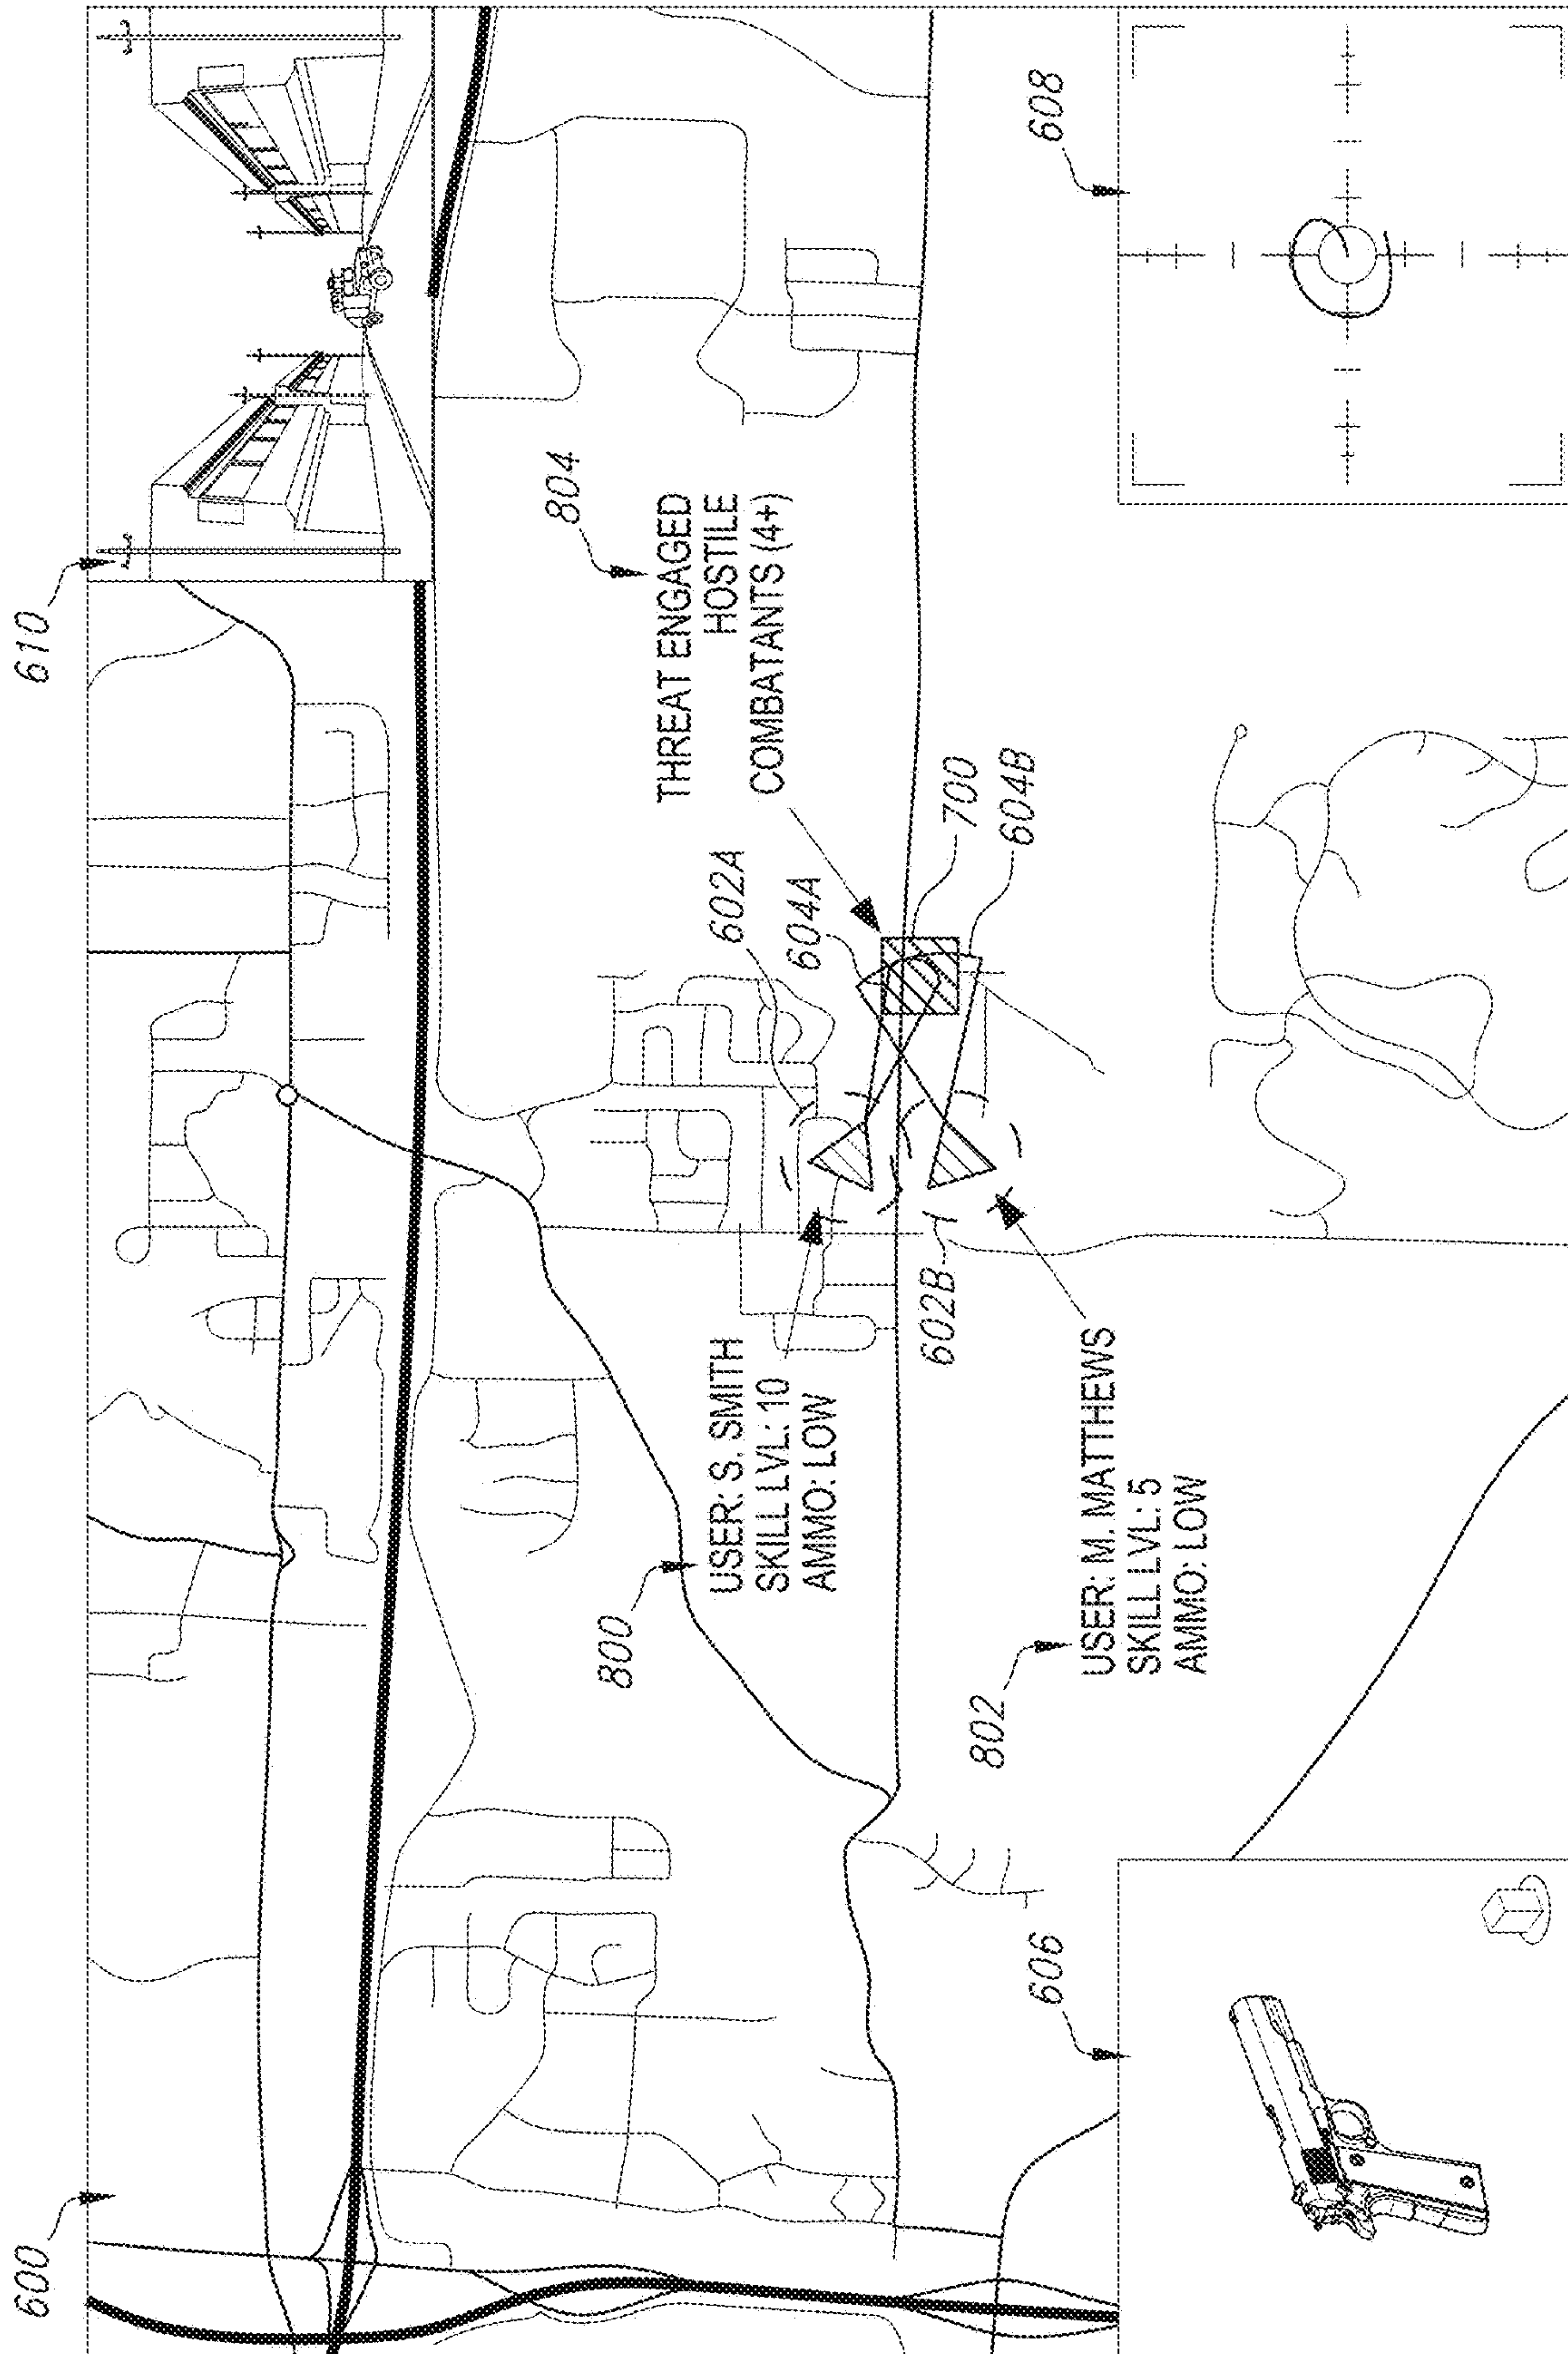 600
610
804
THREAT ENGAGED
HOSTILE
COMBATANTS (4+)
602A
604A
700
604B
800
USER: S. SMITH
SKILL LVL: 10
AMMO: LOW
602B
802
USER: M. MATTHEWS
SKILL LVL: 5
AMMO: LOW
606
608